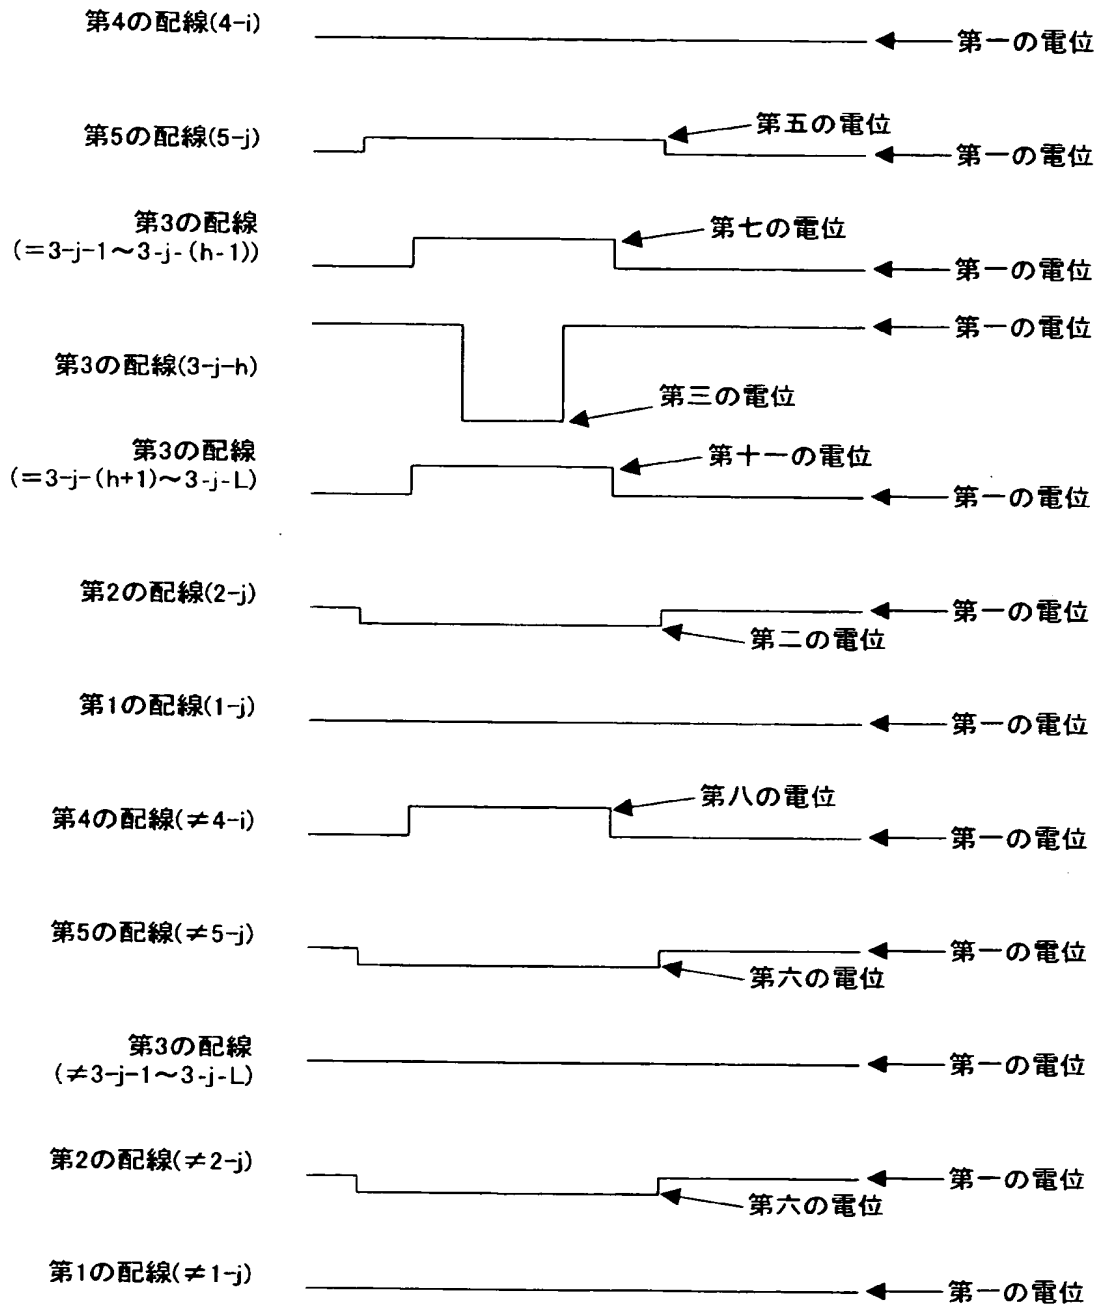 第4の配線(4-i)
第一の電位
第5の配線(5-j)
第五の電位
第一の電位
第3の配線
(=3-j-1~3-j-(h-1))
第七の電位
第一の電位
第一の電位
第3の配線(3-j-h)
第三の電位
第3の配線
(=3-j-(h+1)~3-j-L)
第十一の電位
第一の電位
第2の配線(2-j)
第一の電位
第二の電位
第1の配線(1-j)
第一の電位
第八の電位
第4の配線(≠4-i)
第一の電位
第5の配線(≠5-j)
第一の電位
第六の電位
第3の配線
(≠3-j-1~3-j-L)
第一の電位
第2の配線(≠2-j)
第一の電位
第六の電位
第1の配線(≠1-j)
第一の電位